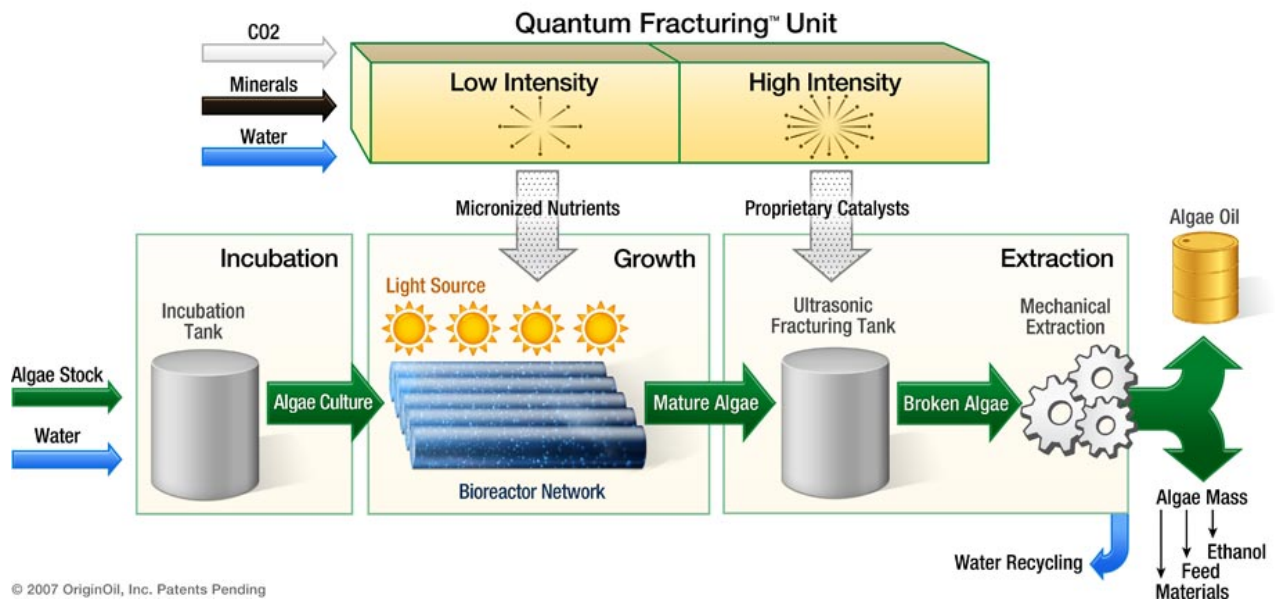 Quantum Fracturing™ Unit
CO2
Minerals
Water
Low Intensity
High Intensity
Micronized Nutrients
Proprietary Catalysts
Algae Oil
Incubation
Growth
Extraction
Incubation
Tank
Light Source
Ultrasonic
Fracturing Tank
Mechanical
Extraction
Algae Stock
Water
Algae Culture
Mature Algae
Broken Algae
Bioreactor Network
Algae Mass
Ethanol
Feed
Materials
Water Recycling
© 2007 OriginOil, Inc. Patents Pending